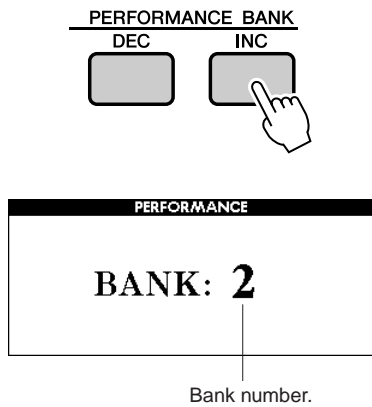 PERFORMANCE BANK
DEC INC
PERFORMANCE
BANK: 2
Bank number.